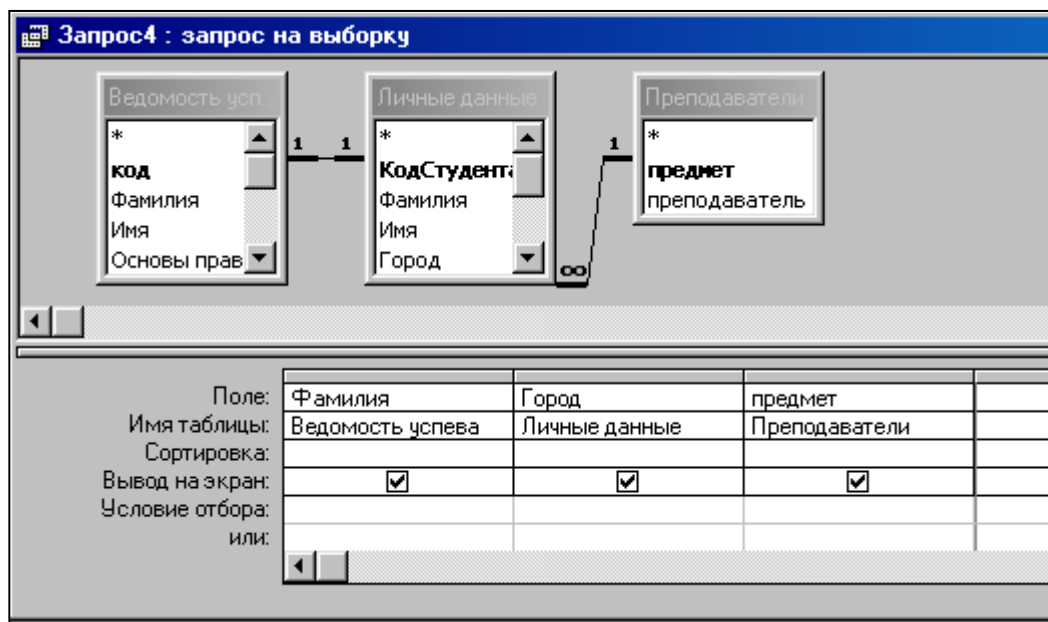 Запрос4 : запрос на выборку
Ведомость усп... Личные данные Преподаватели
* * *
1 1 1
код КодСтудента предмет
Фамилия Фамилия преподаватель
Имя Имя
Основы прав Город
∞
Поле: Фамилия Город предмет
Имя таблицы: Ведомость успева Личные данные Преподаватели
Сортировка:
Вывод на экран:
Условие отбора:
или: